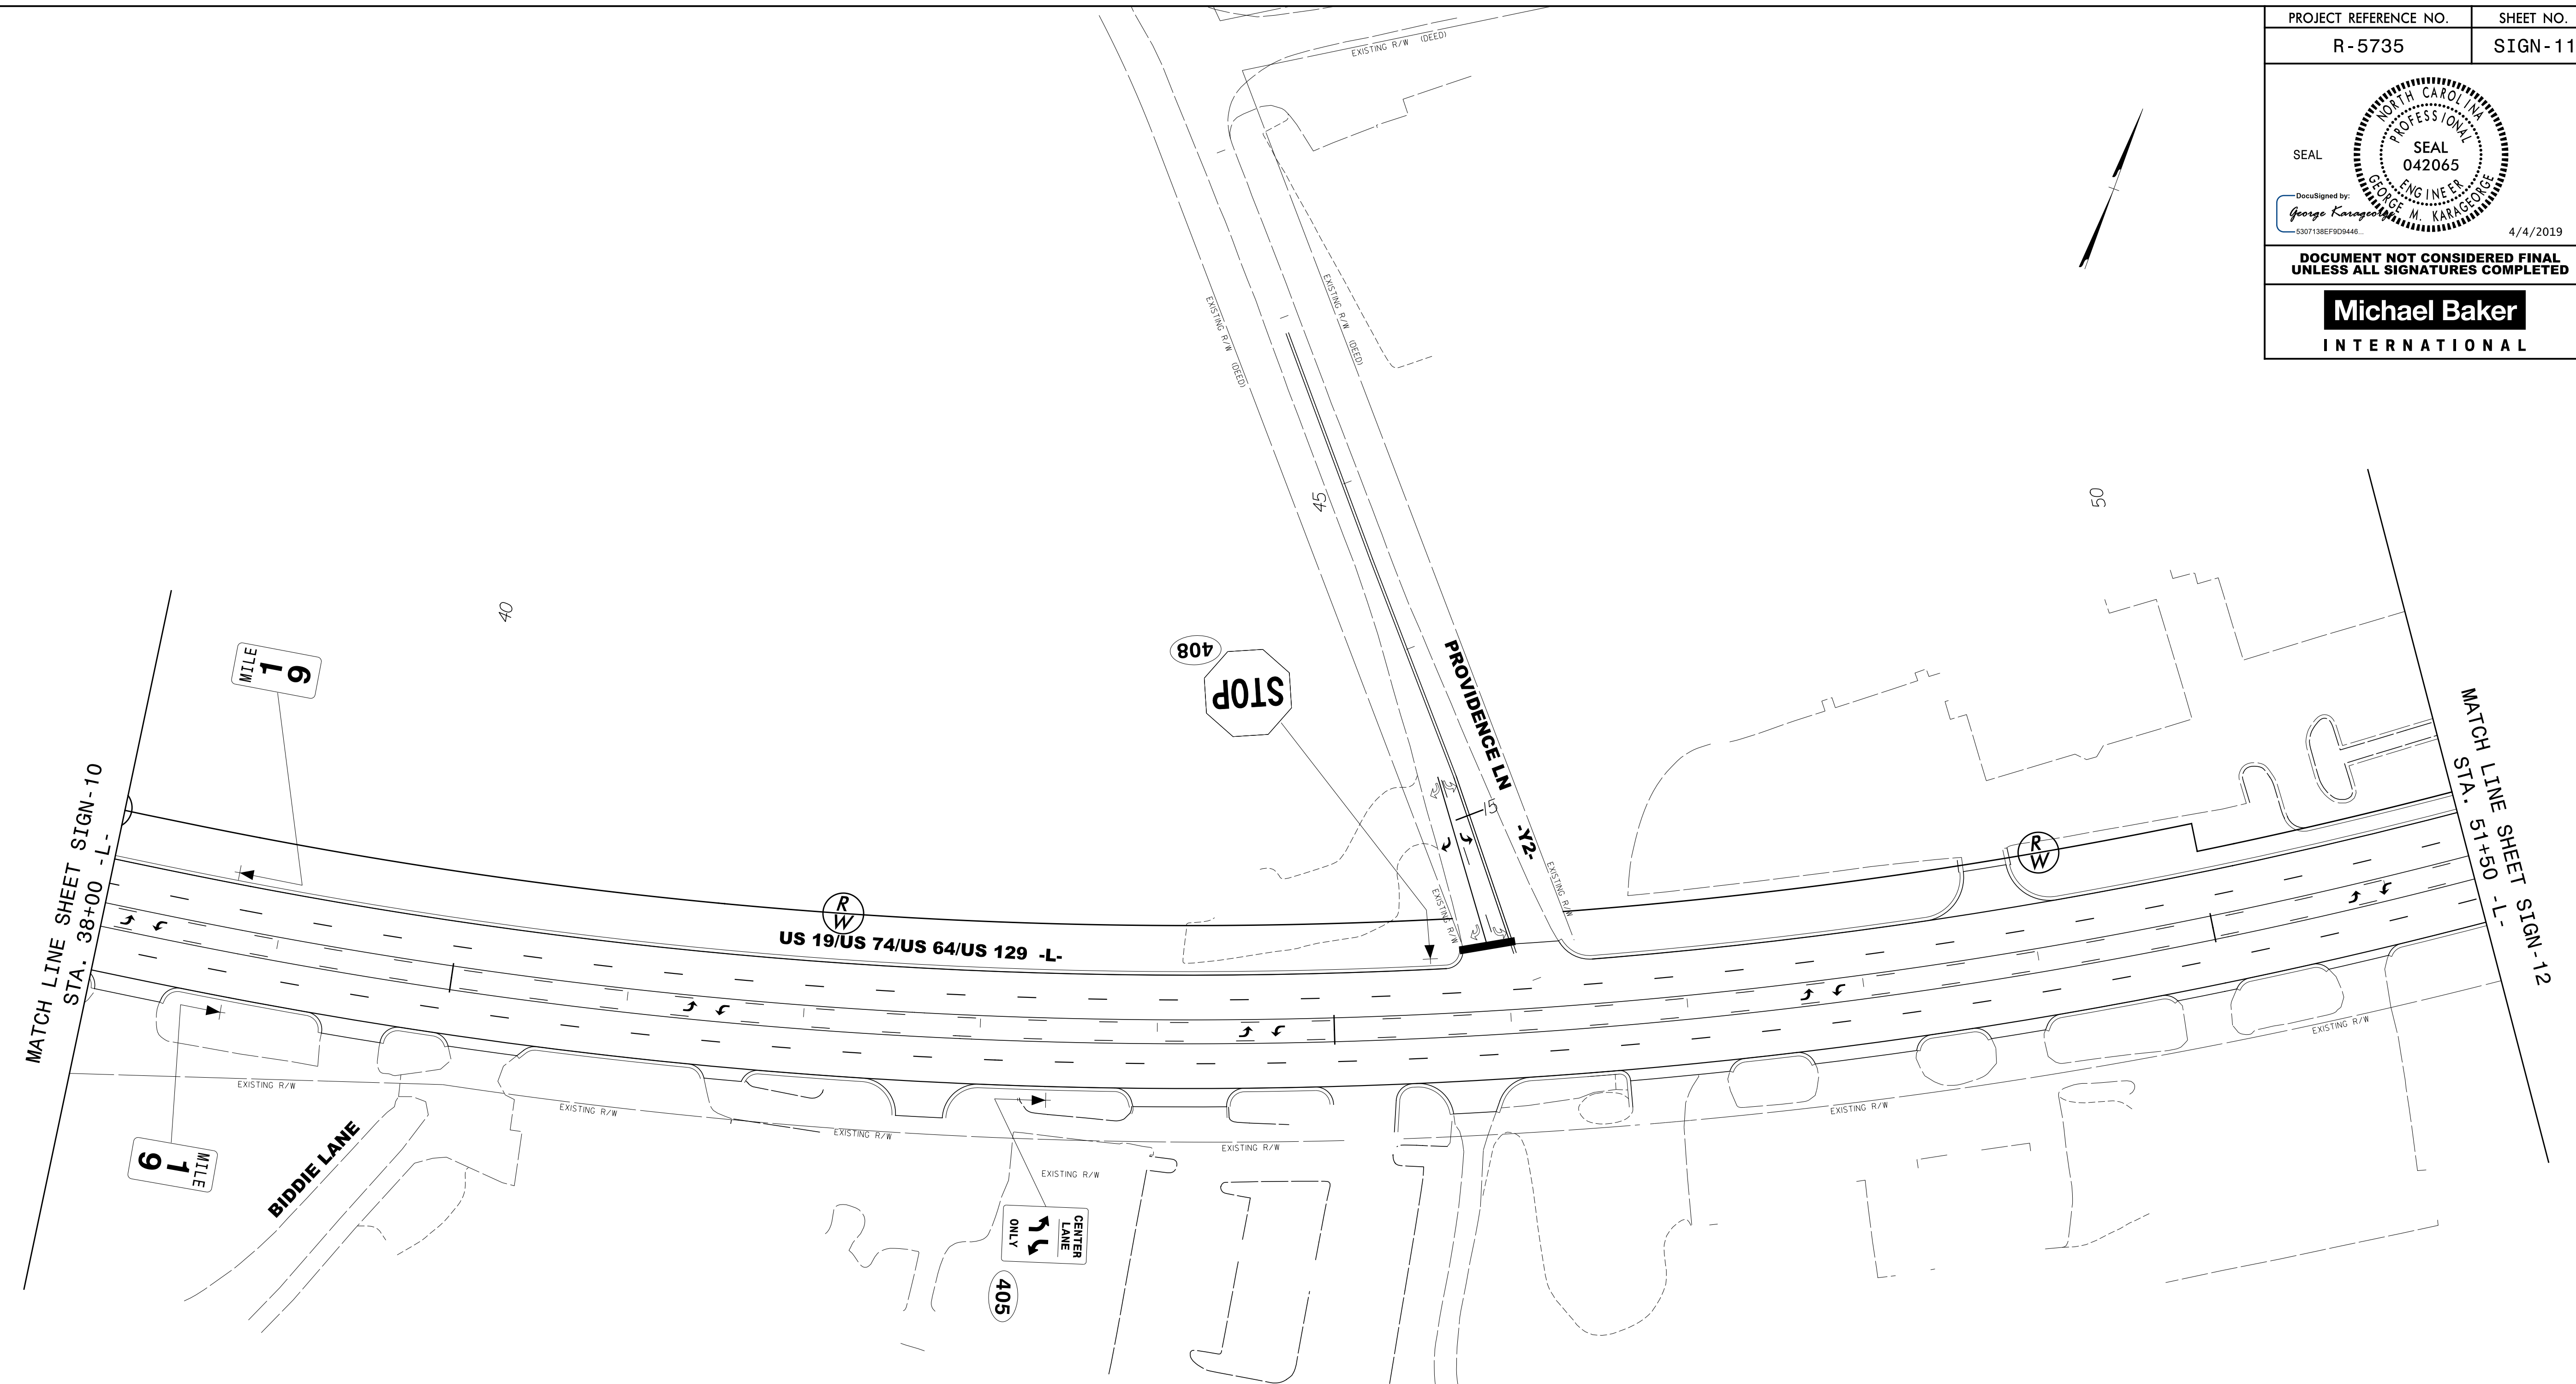 PROJECT REFERENCE NO.
SHEET NO.
R-5735
SIGN-11
SEAL
NORTH CAROLINA
PROFESSIONAL
SEAL
042065
ENGINEER
GEORGE M. KARAGEORGE
DocuSigned by:
George Karageorge
5307138EF9D9446...
4/4/2019
DOCUMENT NOT CONSIDERED FINAL
UNLESS ALL SIGNATURES COMPLETED
Michael Baker
INTERNATIONAL
EXISTING R/W (DEED)
EXISTING R/W (DEED)
EXISTING R/W (DEED)
40
45
50
MILE
19
408
STOP
PROVIDENCE LN -Y2-
15
EXISTING R/W
EXISTING R/W
MATCH LINE SHEET SIGN-10
STA. 38+00 -L-
MATCH LINE SHEET SIGN-12
STA. 51+50 -L-
R
W
R
W
US 19/US 74/US 64/US 129 -L-
EXISTING R/W
EXISTING R/W
EXISTING R/W
EXISTING R/W
EXISTING R/W
EXISTING R/W
EXISTING R/W
MILE
19
BIDDIE LANE
CENTER
LANE
ONLY
405